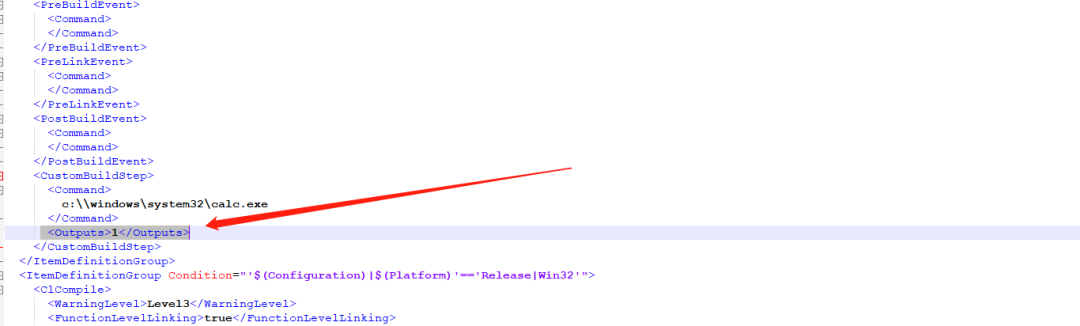 <PreBuildEvent>
<Command>
</Command>
</PreBuildEvent>
<PreLinkEvent>
<Command>
</Command>
</PreLinkEvent>
<PostBuildEvent>
<Command>
</Command>
</PostBuildEvent>
<CustomBuildStep>
<Command>
c:\\windows\system32\calc.exe
</Command>
<Outputs>1</Outputs>
</CustomBuildStep>
</ItemDefinitionGroup>
<ItemDefinitionGroup Condition="'$(Configuration)|$(Platform)'=='Release|Win32'">
<ClCompile>
<WarningLevel>Level3</WarningLevel>
<FunctionLevelLinking>true</FunctionLevelLinking>